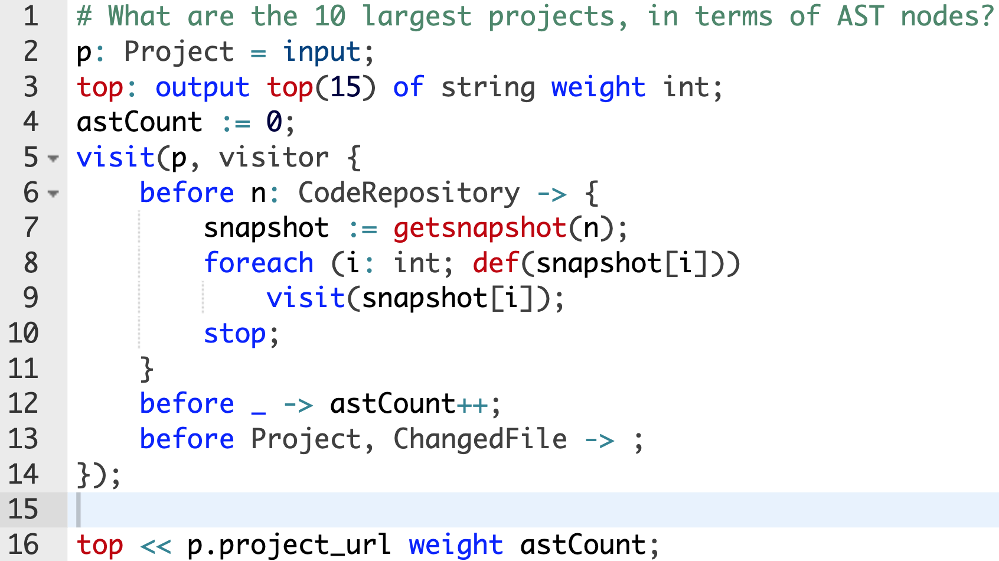 1 # What are the 10 largest projects, in terms of AST nodes?
2 p: Project = input;
3 top: output top(15) of string weight int;
4 astCount := 0;
5 visit(p, visitor {
6     before n: CodeRepository -> {
7         snapshot := getsnapshot(n);
8         foreach (i: int; def(snapshot[i]))
9             visit(snapshot[i]);
10         stop;
11     }
12     before _ -> astCount++;
13     before Project, ChangedFile -> ;
14 });
15
16 top << p.project_url weight astCount;